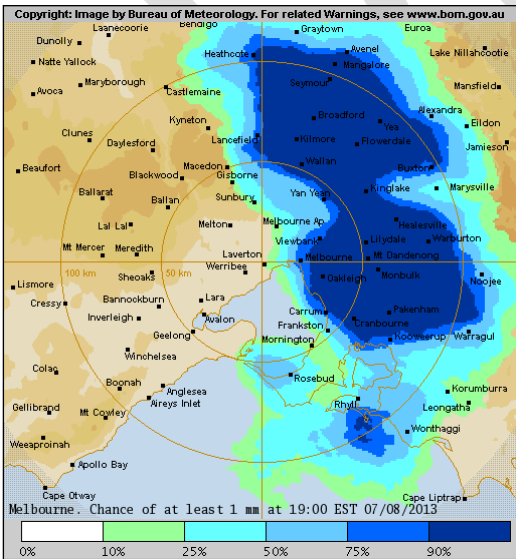 Copyright: Image by Bureau of Meteorology. For related Warnings, see www.bom.gov.au
Laanecoorie
Bendigo
Graytown
Euroa
Dunolly
Heathcote
Avenel
Lake Nillahcootie
Natte Yallock
Mangalore
Maryborough
Seymour
Mansfield
Avoca
Castlemaine
Broadford
Alexandra
Kyneton
Yea
Eildon
Clunes
Lancefield
Kilmore
Flowerdale
Jamieson
Daylesford
Macedon
Wallan
Buxton
Beaufort
Blackwood
Gisborne
Kinglake
Marysville
Ballarat
Ballan
Sunbury
Yan Yean
Lal Lal
Melton
Melbourne Ap.
Healesville
Viewbank
Lilydale
Warburton
Mt Mercer
Meredith
Laverton
Melbourne
Mt Dandenong
100 km
Sheoaks
50 km
Werribee
Oakleigh
Monbulk
Noojee
Lismore
Cressy
Bannockburn
Lara
Inverleigh
Avalon
Carrum
Pakenham
Cranbourne
Geelong
Frankston
Kooweerup
Warragul
Mornington
Winchelsea
Colac
Rosebud
Boonah
Anglesea
Korumburra
Aireys Inlet
Rhyll
Leongatha
Gellibrand
Mt Cowley
Wonthaggi
Weeaproinah
Apollo Bay
Cape Otway
Cape Liptrap
Melbourne. Chance of at least 1 mm at 19:00 EST 07/08/2013
0% 10% 25% 50% 75% 90%